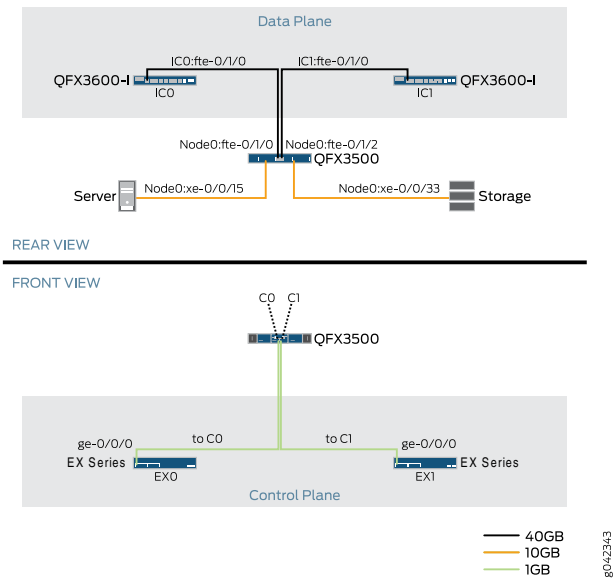 Data Plane
IC0:fte-0/1/0 IC1:fte-0/1/0
QFX3600-I QFX3600-I
IC0 IC1
Node0:fte-0/1/0 Node0:fte-0/1/2
QFX3500
Server Node0:xe-0/0/15 Node0:xe-0/0/33 Storage
REAR VIEW
FRONT VIEW
C0 C1
QFX3500
ge-0/0/0 to C0 to C1 ge-0/0/0
EX Series EX Series
EX0 EX1
Control Plane
40GB
10GB
1GB
g042343